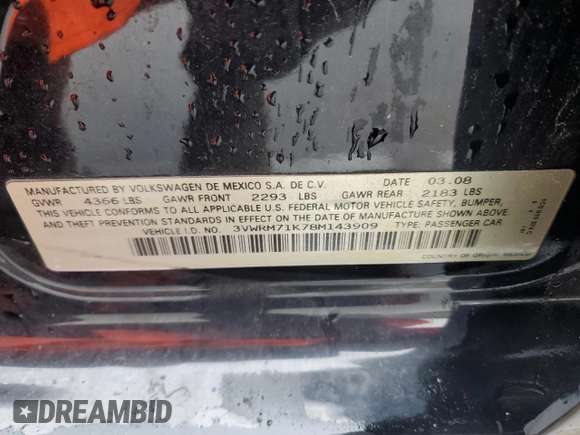 MANUFACTURED BY VOLKSWAGEN DE MEXICO S.A. DE C.V. DATE 03.08
GVWR 4366 LBS GAWR FRONT 2293 LBS GAWR REAR 2183 LBS
THIS VEHICLE CONFORMS TO ALL APPLICABLE U.S. FEDERAL MOTOR VEHICLE SAFETY, BUMPER,
AND THEFT PREVENTION STANDARDS IN EFFECT ON THE DATE OF MANUFACTURE SHOWN ABOVE.
VEHICLE I.D. NO. 3VWRM71K78M143909 TYPE: PASSENGER CAR
COUNTRY OF ORIGIN: MEXICO
DREAMBID